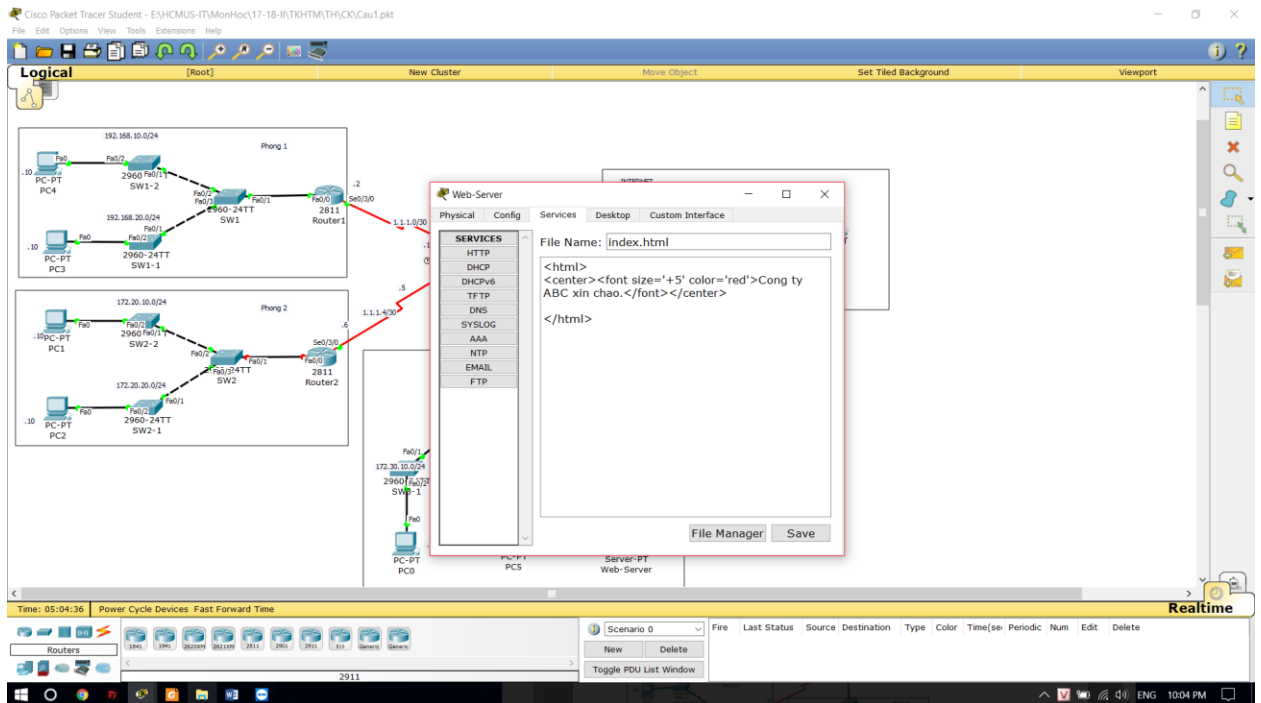 Cisco Packet Tracer Student - E:\HCMUS-IT\MonHoc\17-18-II\TKHTM\TH\CK\Cau1.pkt
File Edit Options View Tools Extensions Help
Logical [Root] New Cluster Move Object Set Tiled Background Viewport
192.168.10.0/24
Phong 1
Fa0 Fa0/2
.10 PC-PT
PC4
2960 Fa0/1
SW1-2
Fa0/2
Fa0/3
Fa0/1
2960-24TT
SW1
Fa0/0
2811
Router1
.2
Se0/3/0
1.1.1.0/30
192.168.20.0/24
Fa0/1
Fa0 Fa0/2
.10
PC-PT
PC3
2960-24TT
SW1-1
172.20.10.0/24
Phong 2
Fa0 Fa0/2
.10 PC-PT
PC1
2960 Fa0/1
SW2-2
Fa0/2
Fa0/3
Fa0/1
SW2
.5
1.1.1.4/30
.6
Se0/3/0
Fa0/0
2811
Router2
172.20.20.0/24
Fa0/1
Fa0 Fa0/2
.10
PC-PT
PC2
2960-24TT
SW2-1
Fa0/1
172.30.10.0/24
2960 Fa0/2
SW3-1
Fa0
PC-PT
PC0
PC-PT
PC5
Server-PT
Web-Server
Web-Server
Physical Config Services Desktop Custom Interface
SERVICES
HTTP
DHCP
DHCPv6
TFTP
DNS
SYSLOG
AAA
NTP
EMAIL
FTP
File Name: index.html
<html>
<center><font size='+5' color='red'>Cong ty
ABC xin chao.</font></center>
</html>
File Manager Save
Time: 05:04:36 Power Cycle Devices Fast Forward Time
Realtime
Routers
1841 1941 2620XM 2621XM 2811 2901 2911 819 Generic Generic
2911
Scenario 0
New Delete
Toggle PDU List Window
Fire Last Status Source Destination Type Color Time(sec Periodic Num Edit Delete
ENG 10:04 PM